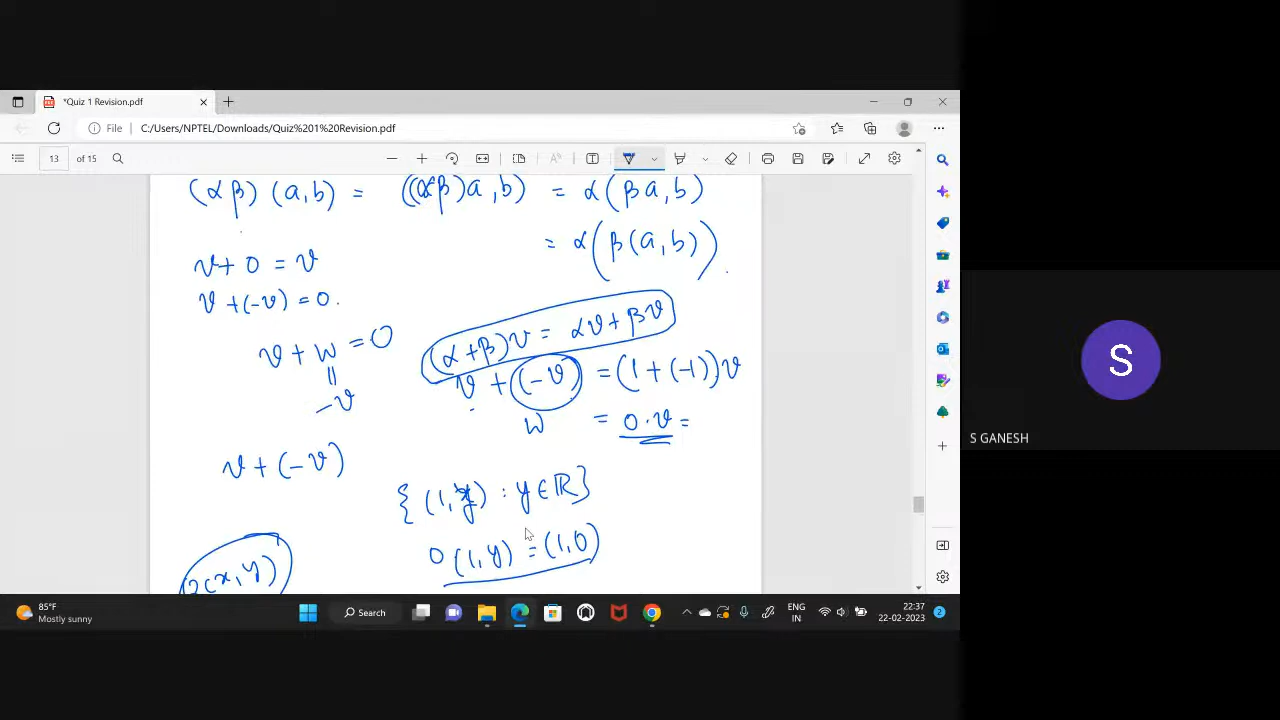 *Quiz 1 Revision.pdf
File C:/Users/NPTEL/Downloads/Quiz%201%20Revision.pdf
13 of 15
(αβ) (a, b) = ((αβ)a, b) = α(βa, b)
= α(β(a, b))
v + 0 = v
v + (-v) = 0.
(α+β)v = αv + βv
v + w = 0
v + (-v) = (1 + (-1))v
||
-v
w = 0·v =
v + (-v)
{(1, y) : y ∈ ℝ}
0(1, y) = (1, 0)
2(x, y)
S
S GANESH
85°F
Mostly sunny
Search
ENG
IN
22:37
22-02-2023
2